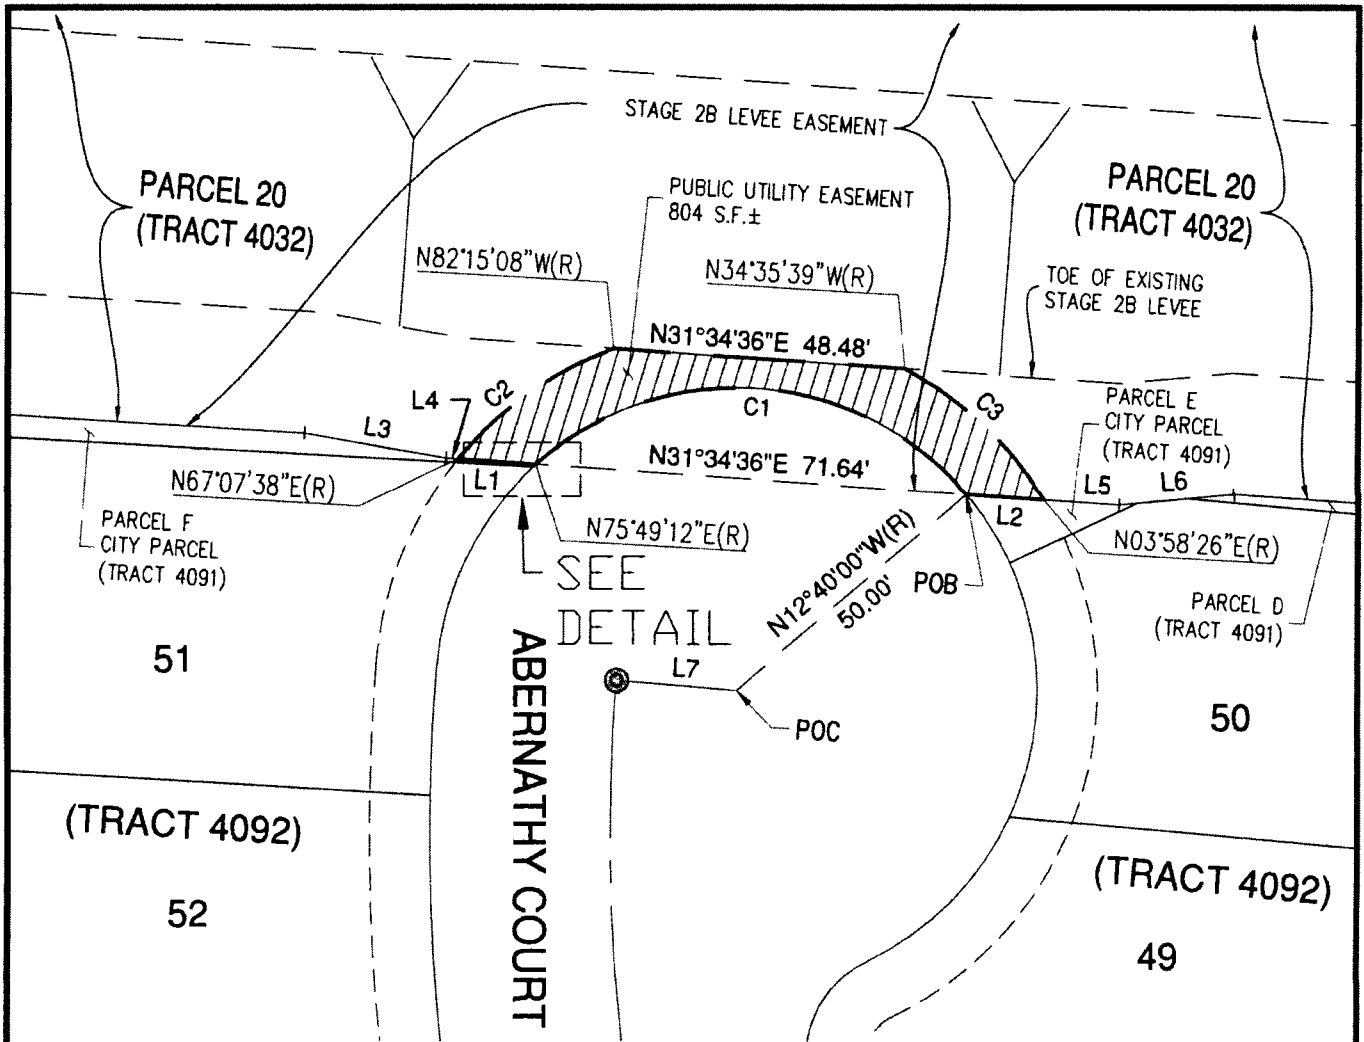 STAGE 2B LEVEE EASEMENT
PARCEL 20
(TRACT 4032)
PUBLIC UTILITY EASEMENT
804 S.F.±
PARCEL 20
(TRACT 4032)
N82°15'08"W(R)
N34°35'39"W(R)
TOE OF EXISTING
STAGE 2B LEVEE
N31°34'36"E 48.48'
C2
C1
C3
L4
L3
PARCEL E
CITY PARCEL
(TRACT 4091)
N31°34'36"E 71.64'
L1
L2
L5
L6
N67°07'38"E(R)
PARCEL F
CITY PARCEL
(TRACT 4091)
N75°49'12"E(R)
N12°40'00"W(R)
50.00'
POB
N03°58'26"E(R)
SEE
DETAIL
PARCEL D
(TRACT 4091)
51
L7
POC
50
ABERNATHY COURT
(TRACT 4092)
52
(TRACT 4092)
49